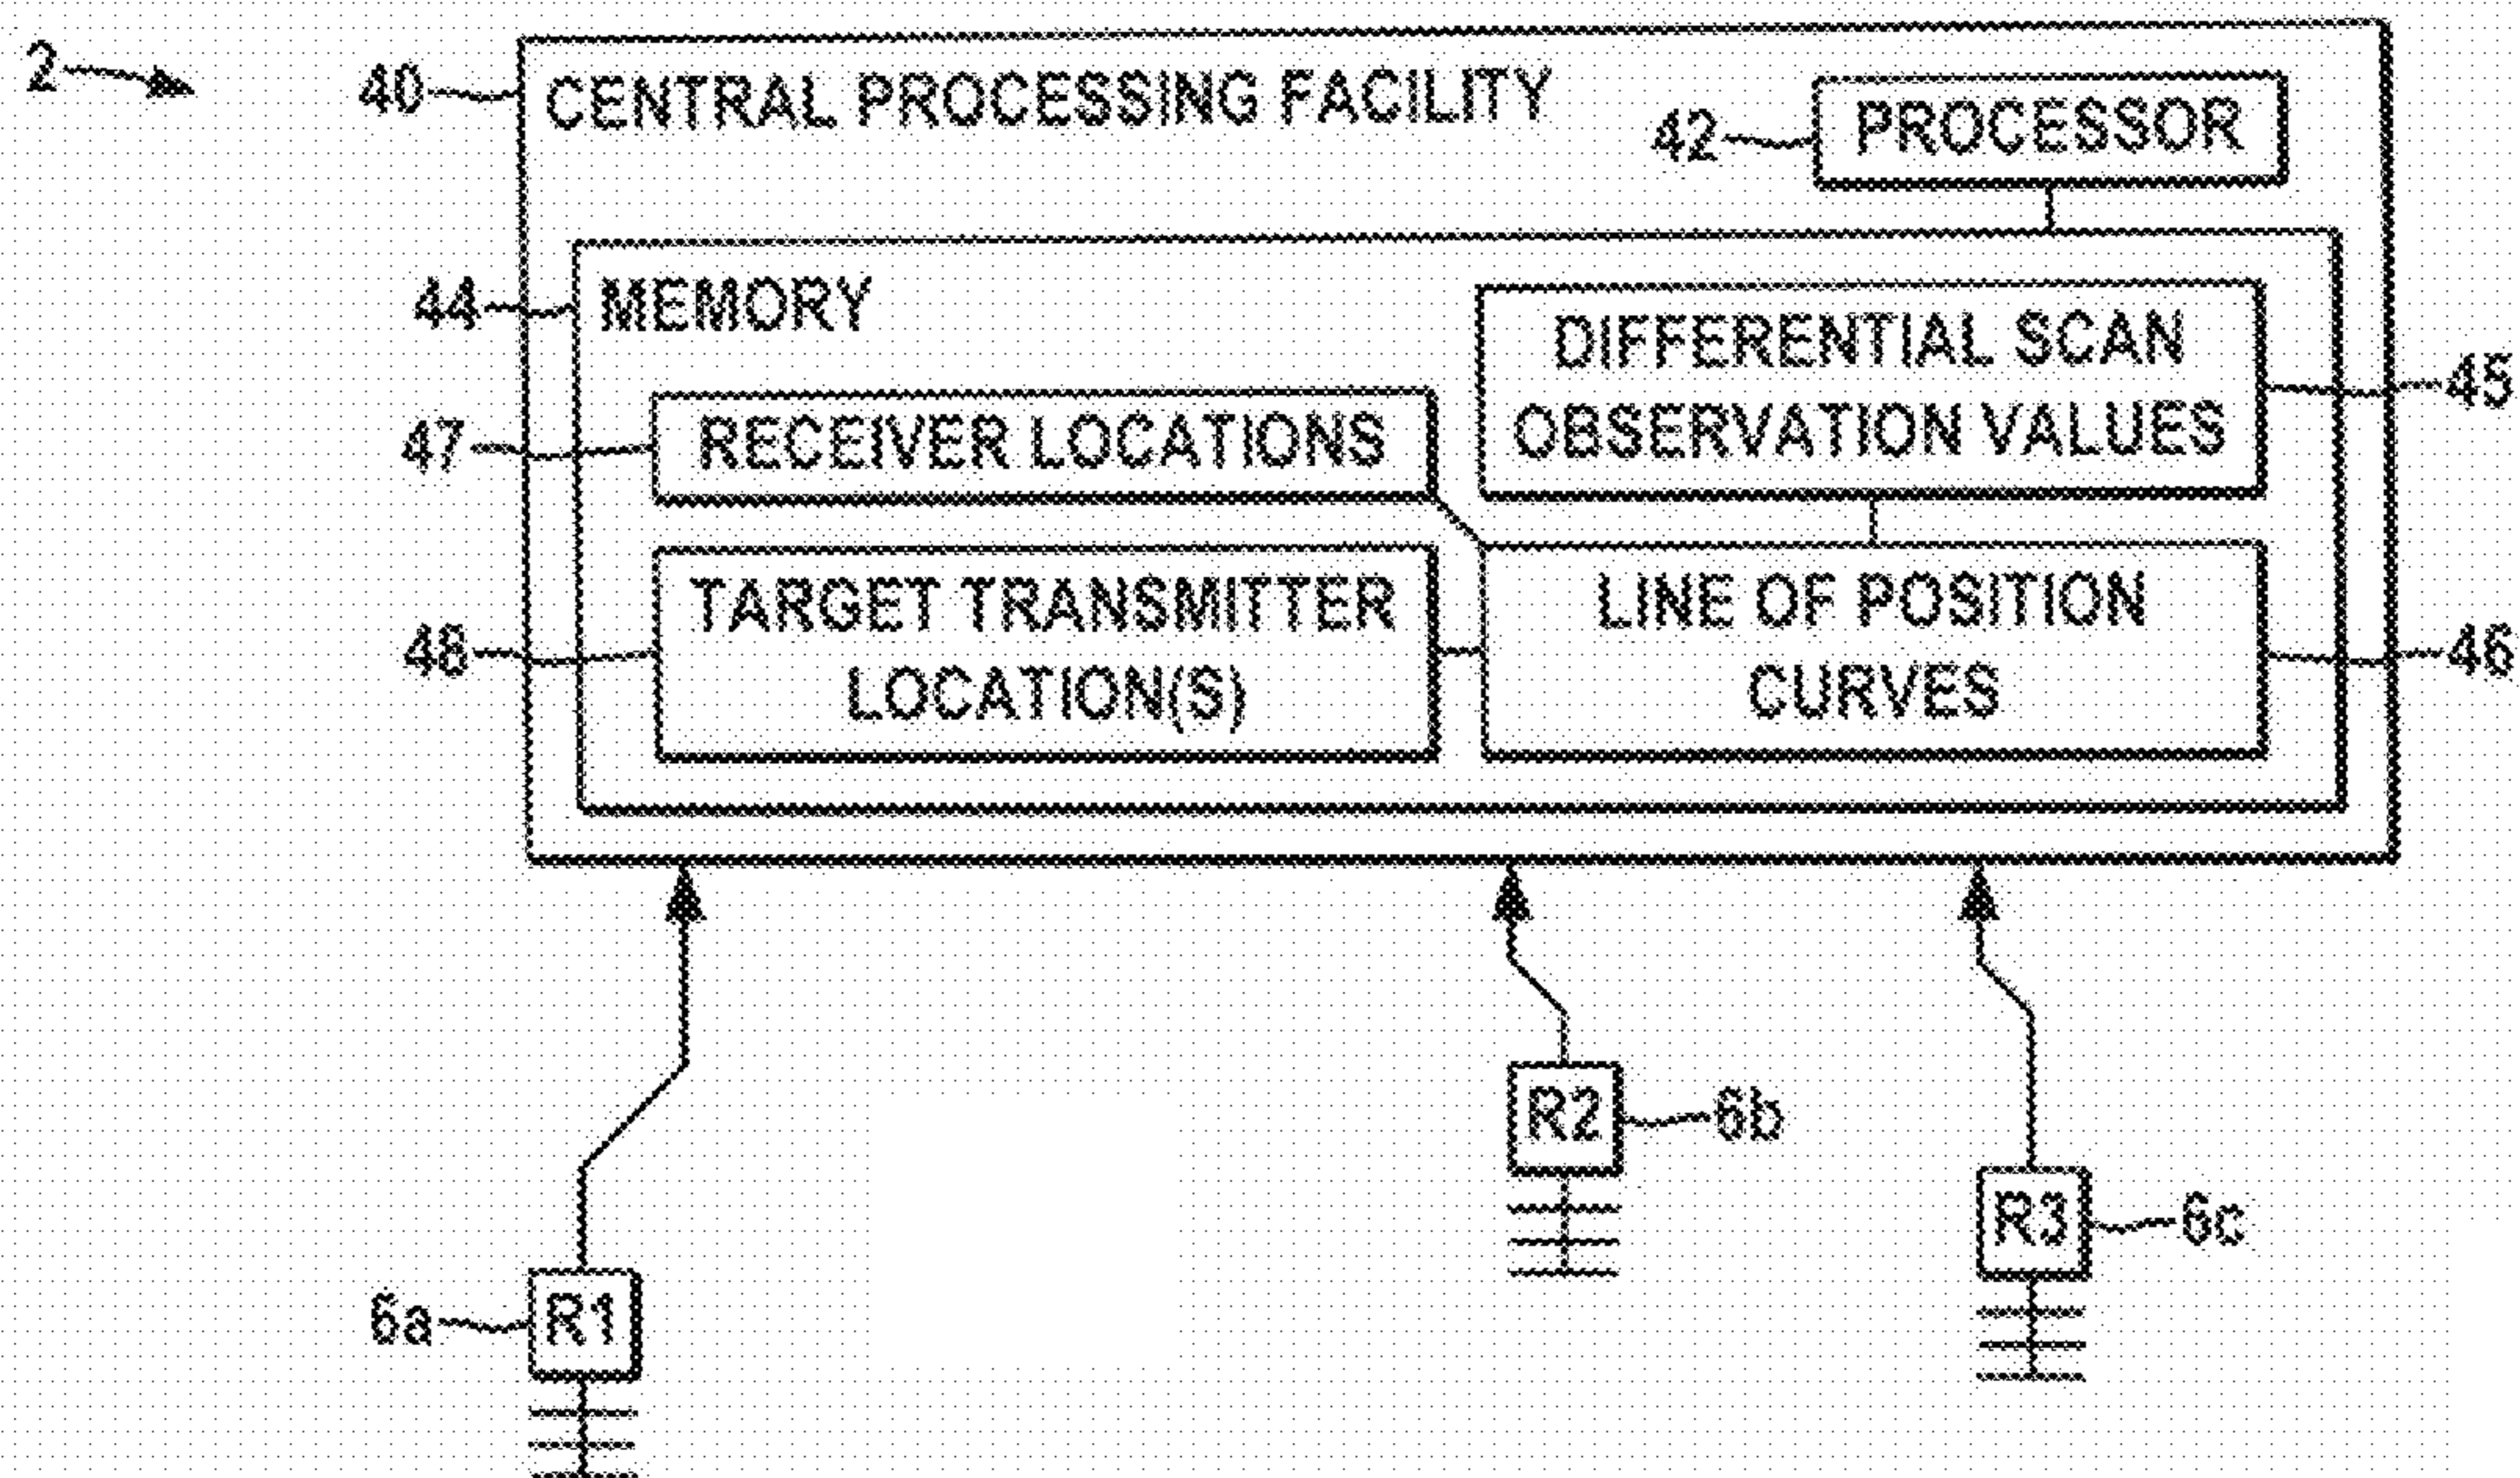 2
40
CENTRAL PROCESSING FACILITY
42
PROCESSOR
44
MEMORY
DIFFERENTIAL SCAN
OBSERVATION VALUES
45
47
RECEIVER LOCATIONS
48
TARGET TRANSMITTER
LOCATION(S)
LINE OF POSITION
CURVES
46
R2
6b
R3
6c
6a
R1